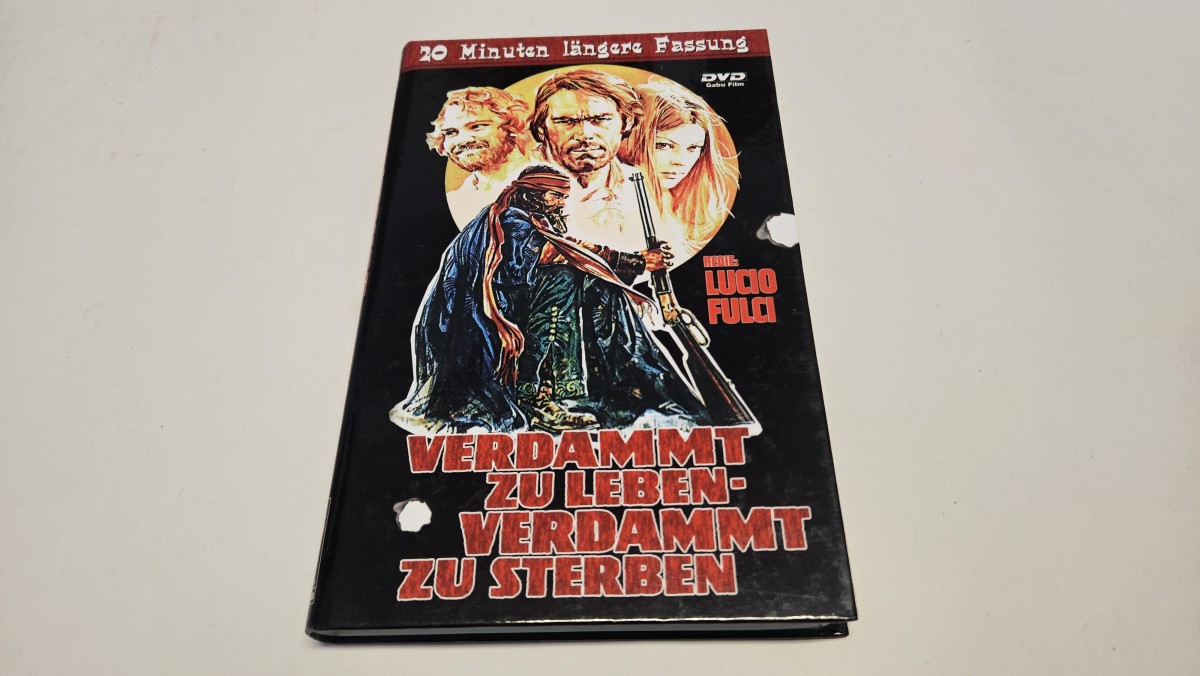 20 Minuten längere Fassung
DVD
Gabu Film
REGIE:
LUCIO
FULCI
VERDAMMT
ZU LEBEN-
VERDAMMT
ZU STERBEN